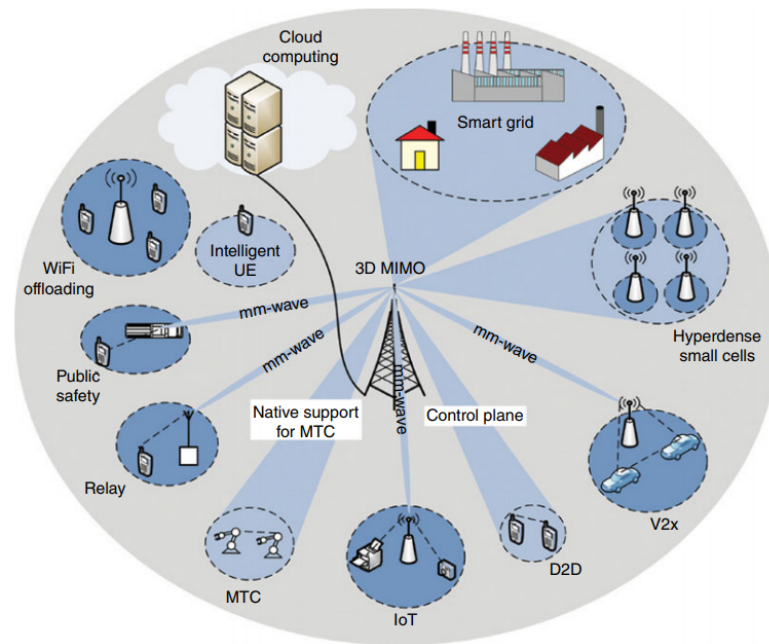 Cloud
computing
Smart grid
WiFi
offloading
Intelligent
UE
3D MIMO
Hyperdense
small cells
mm-wave
mm-wave
mm-wave
mm-wave
Public
safety
Native support
for MTC
Control plane
Relay
V2x
MTC
IoT
D2D